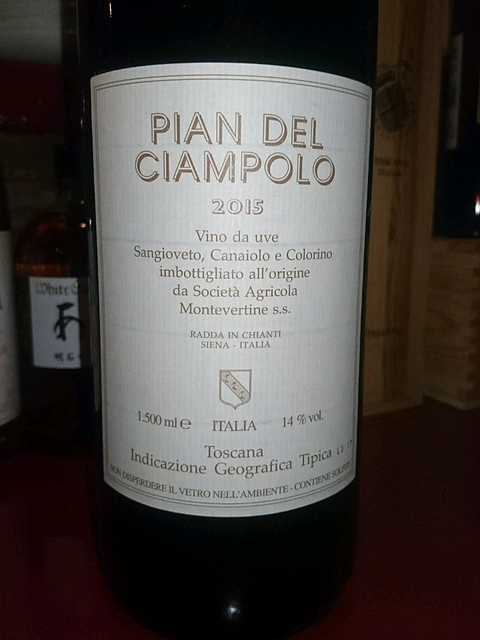 PIAN DEL
CIAMPOLO
2015
Vino da uve
Sangioveto, Canaiolo e Colorino
imbottigliato all'origine
da Società Agricola
Montevertine s.s.
RADDA IN CHIANTI
SIENA - ITALIA
1.500 ml e ITALIA 14 % vol.
Toscana
Indicazione Geografica Tipica
NON DISPERDERE IL VETRO NELL'AMBIENTE - CONTIENE SOLFITI
White